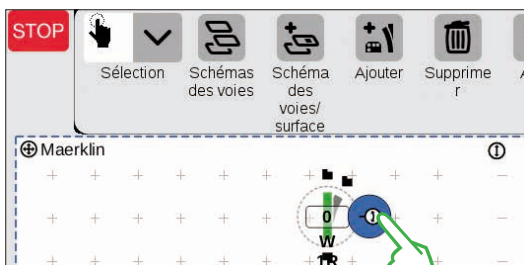 STOP
Sélection
Schémas
des voies
Schéma
des
voies/
surface
Ajouter
Supprime
r
Maerklin
0
W